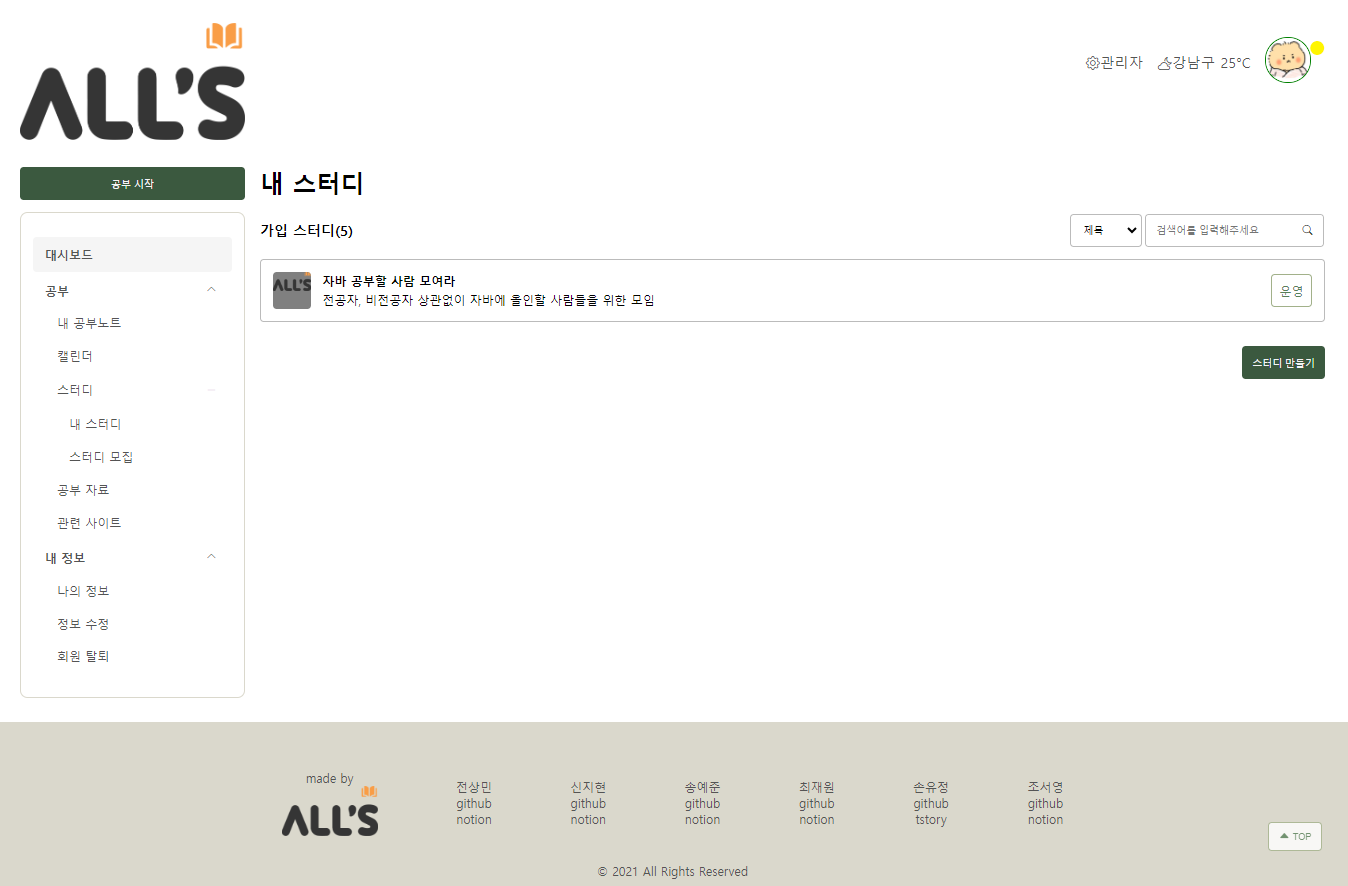 ALL'S
관리자
강남구 25°C
공부 시작
대시보드
공부
내 공부노트
캘린더
스터디
내 스터디
스터디 모집
공부 자료
관련 사이트
내 정보
나의 정보
정보 수정
회원 탈퇴
내 스터디
가입 스터디(5)
제목
검색어를 입력해주세요
ALL'S
자바 공부할 사람 모여라
전공자, 비전공자 상관없이 자바에 올인할 사람들을 위한 모임
운영
스터디 만들기
made by
ALL'S
전상민
github
notion
신지현
github
notion
송예준
github
notion
최재원
github
notion
손유정
github
tstory
조서영
github
notion
TOP
© 2021 All Rights Reserved